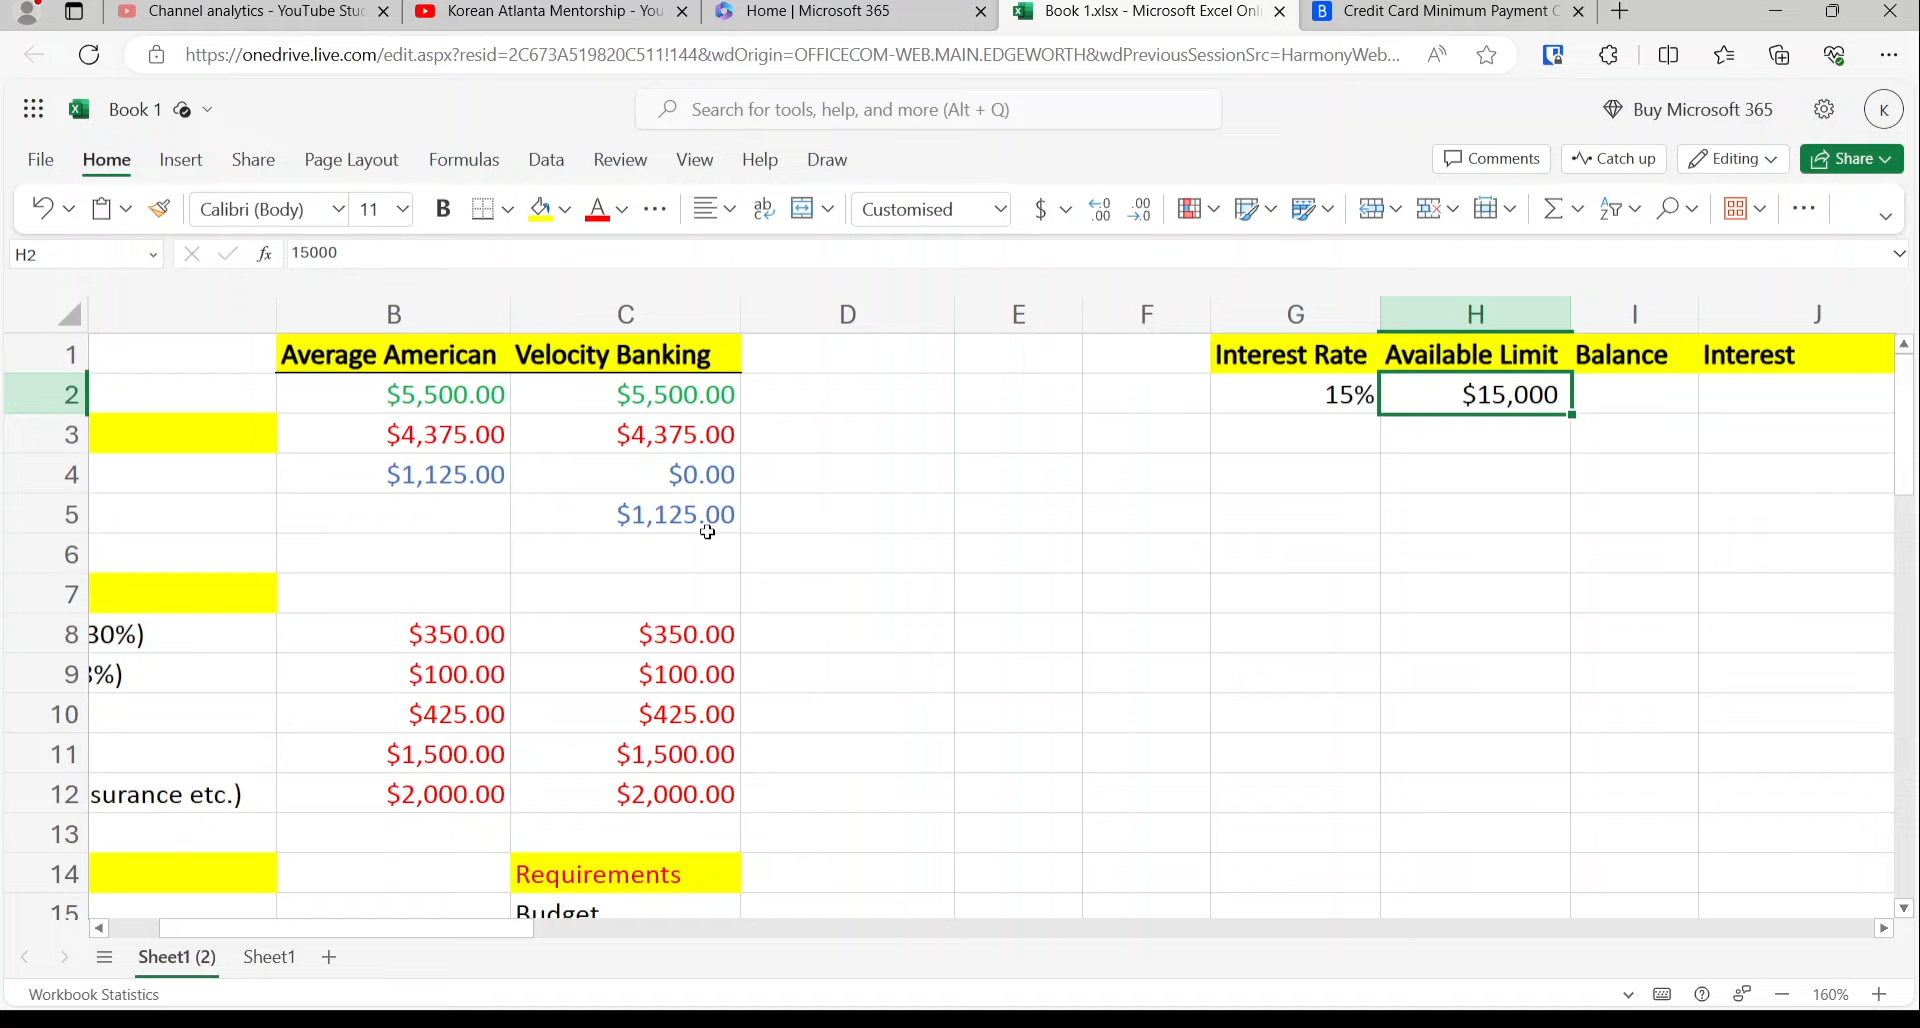 Channel analytics - YouTube Stu
Korean Atlanta Mentorship - You
Home | Microsoft 365
Book 1.xlsx - Microsoft Excel Onli
Credit Card Minimum Payment C
https://onedrive.live.com/edit.aspx?resid=2C673A519820C511!144&wdOrigin=OFFICECOM-WEB.MAIN.EDGEWORTH&wdPreviousSessionSrc=HarmonyWeb...
Book 1
Search for tools, help, and more (Alt + Q)
Buy Microsoft 365
K
File Home Insert Share Page Layout Formulas Data Review View Help Draw
Comments Catch up Editing Share
Calibri (Body) 11 B A ab Customised $ .00 .00
H2 fx 15000
B C D E F G H I J
1 Average American Velocity Banking Interest Rate Available Limit Balance Interest
2 $5,500.00 $5,500.00 15% $15,000
3 $4,375.00 $4,375.00
4 $1,125.00 $0.00
5 $1,125.00
6
7
8 30%) $350.00 $350.00
9 %) $100.00 $100.00
10 $425.00 $425.00
11 $1,500.00 $1,500.00
12 surance etc.) $2,000.00 $2,000.00
13
14 Requirements
15 Budget
Sheet1 (2) Sheet1
Workbook Statistics
160%